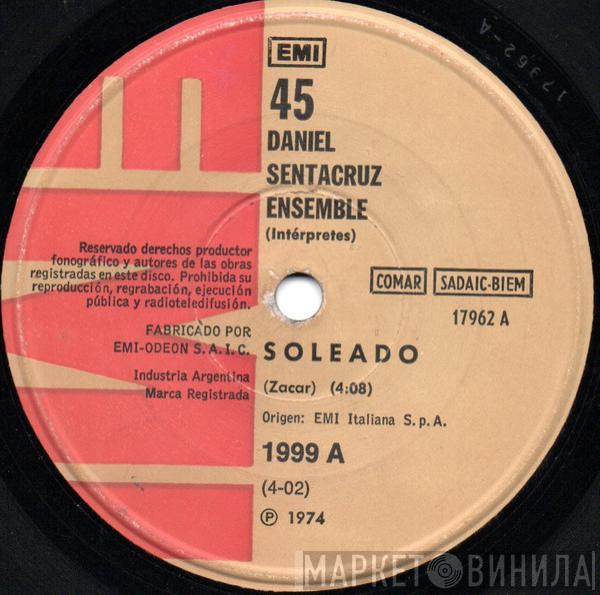 EMI
45
DANIEL
SENTACRUZ
ENSEMBLE
(Intérpretes)
Reservado derechos productor
fonográfico y autores de las obras
registradas en este disco. Prohibida su
reproducción, regrabación, ejecución
pública y radioteledifusión.
COMAR SADAIC-BIEM
17962 A
FABRICADO POR
EMI-ODEON S.A.I.C.
SOLEADO
Industria Argentina
Marca Registrada
(Zacar) (4:08)
Origen: EMI Italiana S.p.A.
1999 A
(4-02)
Ⓟ 1974
17962-A
МАРКЕТ ВИНИЛА